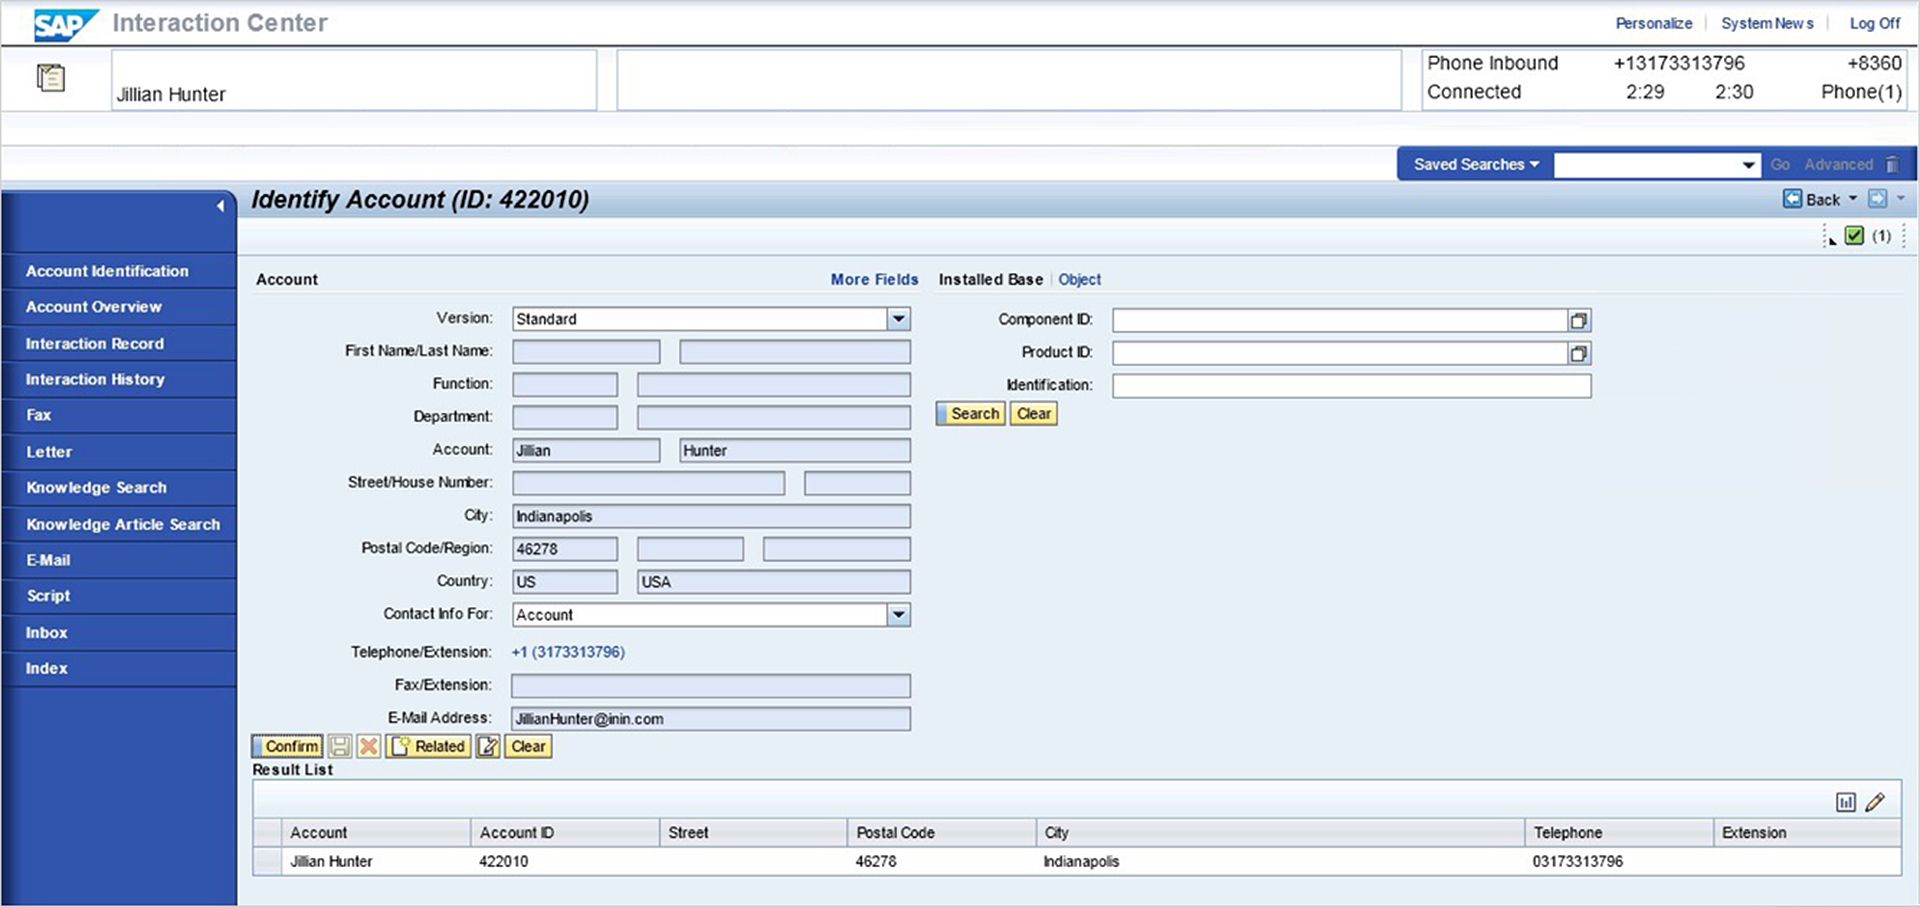 SAP Interaction Center
Personalize System News Log Off
Jillian Hunter
Phone Inbound +13173313796 +8360
Connected 2:29 2:30 Phone(1)
Saved Searches Go Advanced
Identify Account (ID: 422010)
Back
(1)
Account Identification
Account Overview
Interaction Record
Interaction History
Fax
Letter
Knowledge Search
Knowledge Article Search
E-Mail
Script
Inbox
Index
Account More Fields
Version: Standard
First Name/Last Name:
Function:
Department:
Account: Jillian Hunter
Street/House Number:
City: Indianapolis
Postal Code/Region: 46278
Country: US USA
Contact Info For: Account
Telephone/Extension: +1 (3173313796)
Fax/Extension:
E-Mail Address: JillianHunter@inin.com
Confirm Related Clear
Installed Base Object
Component ID:
Product ID:
Identification:
Search Clear
Result List
Account Account ID Street Postal Code City Telephone Extension
Jillian Hunter 422010 46278 Indianapolis 03173313796